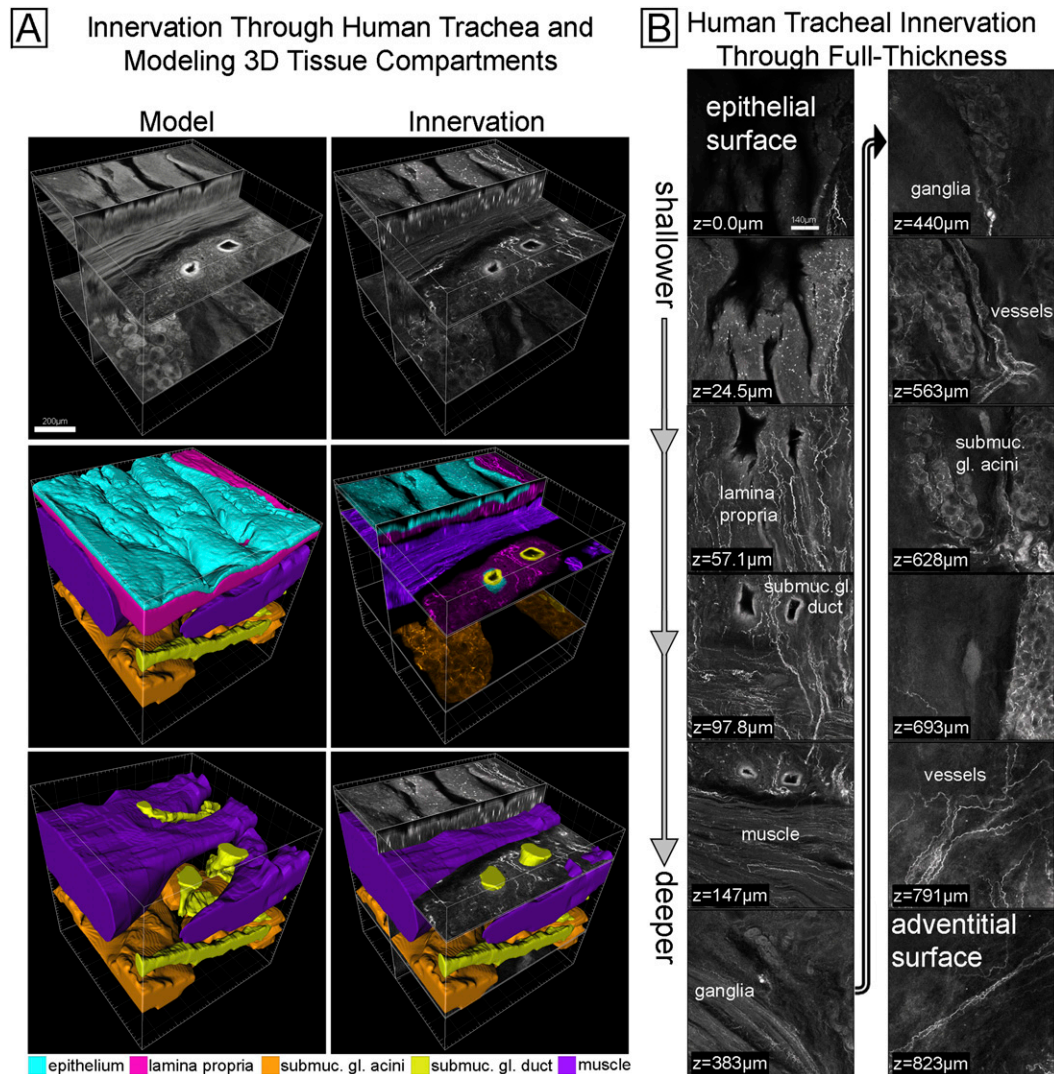 A
Innervation Through Human Trachea and
Modeling 3D Tissue Compartments
Model
Innervation
200µm
epithelium
lamina propria
submuc. gl. acini
submuc. gl. duct
muscle
B
Human Tracheal Innervation
Through Full-Thickness
shallower
deeper
epithelial
surface
z=0.0µm
140µm
z=24.5µm
lamina
propria
z=57.1µm
submuc.gl.
duct
z=97.8µm
muscle
z=147µm
ganglia
z=383µm
ganglia
z=440µm
vessels
z=563µm
submuc.
gl. acini
z=628µm
z=693µm
vessels
z=791µm
adventitial
surface
z=823µm